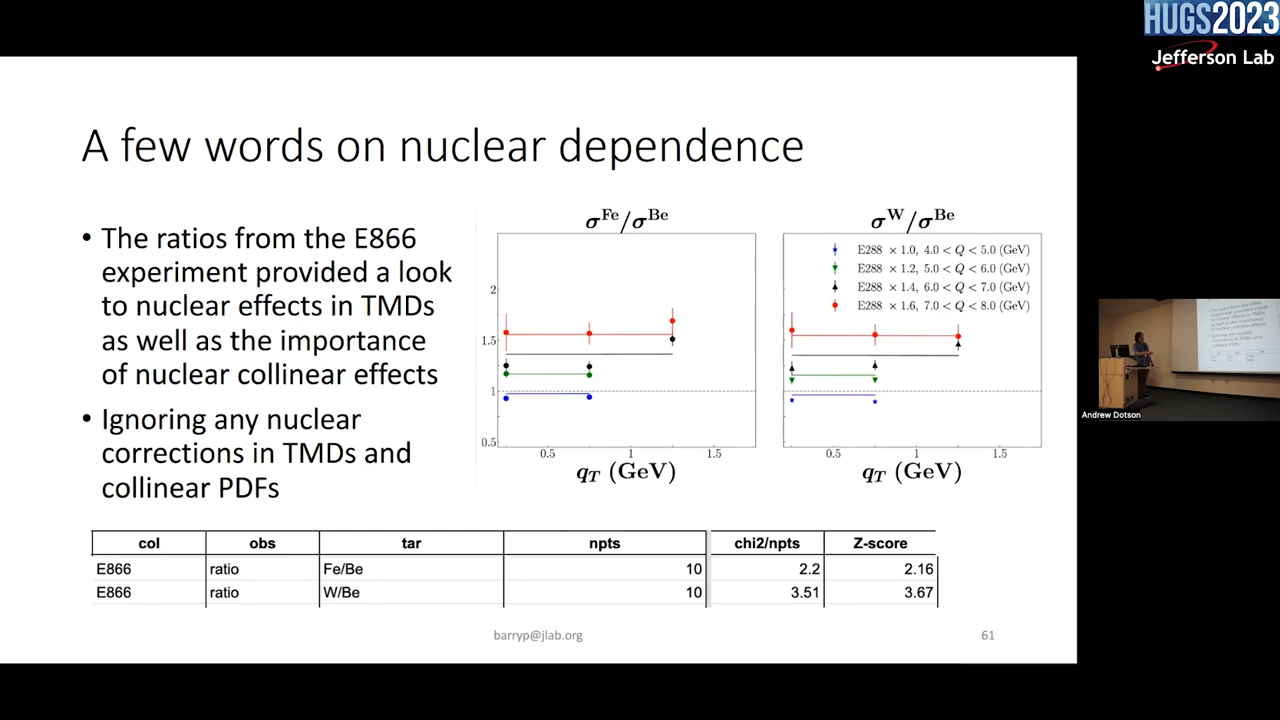 HUGS2023
Jefferson Lab
A few words on nuclear dependence
• The ratios from the E866
experiment provided a look
to nuclear effects in TMDs
as well as the importance
of nuclear collinear effects
• Ignoring any nuclear
corrections in TMDs and
collinear PDFs
σ^Fe/σ^Be
2
1.5
1
0.5
0.5 1 1.5
q_T (GeV)
σ^W/σ^Be
E288 × 1.0, 4.0 < Q < 5.0 (GeV)
E288 × 1.2, 5.0 < Q < 6.0 (GeV)
E288 × 1.4, 6.0 < Q < 7.0 (GeV)
E288 × 1.6, 7.0 < Q < 8.0 (GeV)
0.5 1 1.5
q_T (GeV)
col obs tar npts chi2/npts Z-score
E866 ratio Fe/Be 10 2.2 2.16
E866 ratio W/Be 10 3.51 3.67
barryp@jlab.org
61
Andrew Dotson